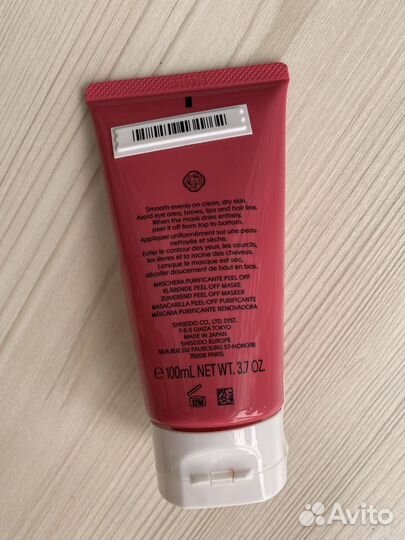 Smooth evenly on clean, dry skin.
Avoid eye area, brows, lips and hair line.
When the mask dries entirely,
peel it off from top to bottom.
Appliquer uniformément sur une peau
nettoyée et sèche.
Eviter le contour des yeux, les sourcils,
les lèvres et la racine des cheveux.
Lorsque le masque est sec,
décoller doucement de haut en bas.
MASCHERA PURIFICANTE PEEL OFF
KLÄRENDE PEEL OFF MASKE
ZUIVEREND PEEL OFF MASKER
MASCARILLA PEEL-OFF PURIFICANTE
MÁSCARA PURIFICANTE RENOVADORA
SHISEIDO CO., LTD. DIST.
7-5-5 GINZA TOKYO
MADE IN JAPAN
SHISEIDO EUROPE
RUE DU FAUBOURG ST-HONORE
75008 PARIS.
e 100mL NET WT. 3.7 OZ.
12M
Avito